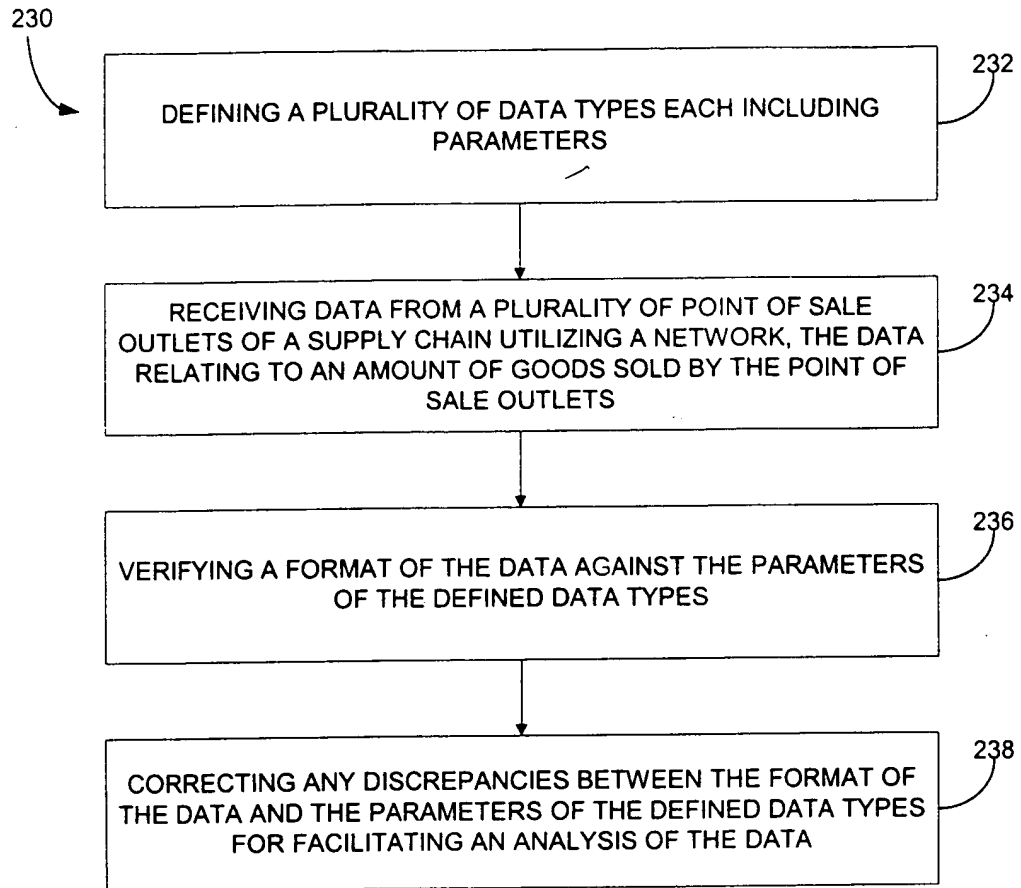 230
232
DEFINING A PLURALITY OF DATA TYPES EACH INCLUDING
PARAMETERS
234
RECEIVING DATA FROM A PLURALITY OF POINT OF SALE
OUTLETS OF A SUPPLY CHAIN UTILIZING A NETWORK, THE DATA
RELATING TO AN AMOUNT OF GOODS SOLD BY THE POINT OF
SALE OUTLETS
236
VERIFYING A FORMAT OF THE DATA AGAINST THE PARAMETERS
OF THE DEFINED DATA TYPES
238
CORRECTING ANY DISCREPANCIES BETWEEN THE FORMAT OF
THE DATA AND THE PARAMETERS OF THE DEFINED DATA TYPES
FOR FACILITATING AN ANALYSIS OF THE DATA